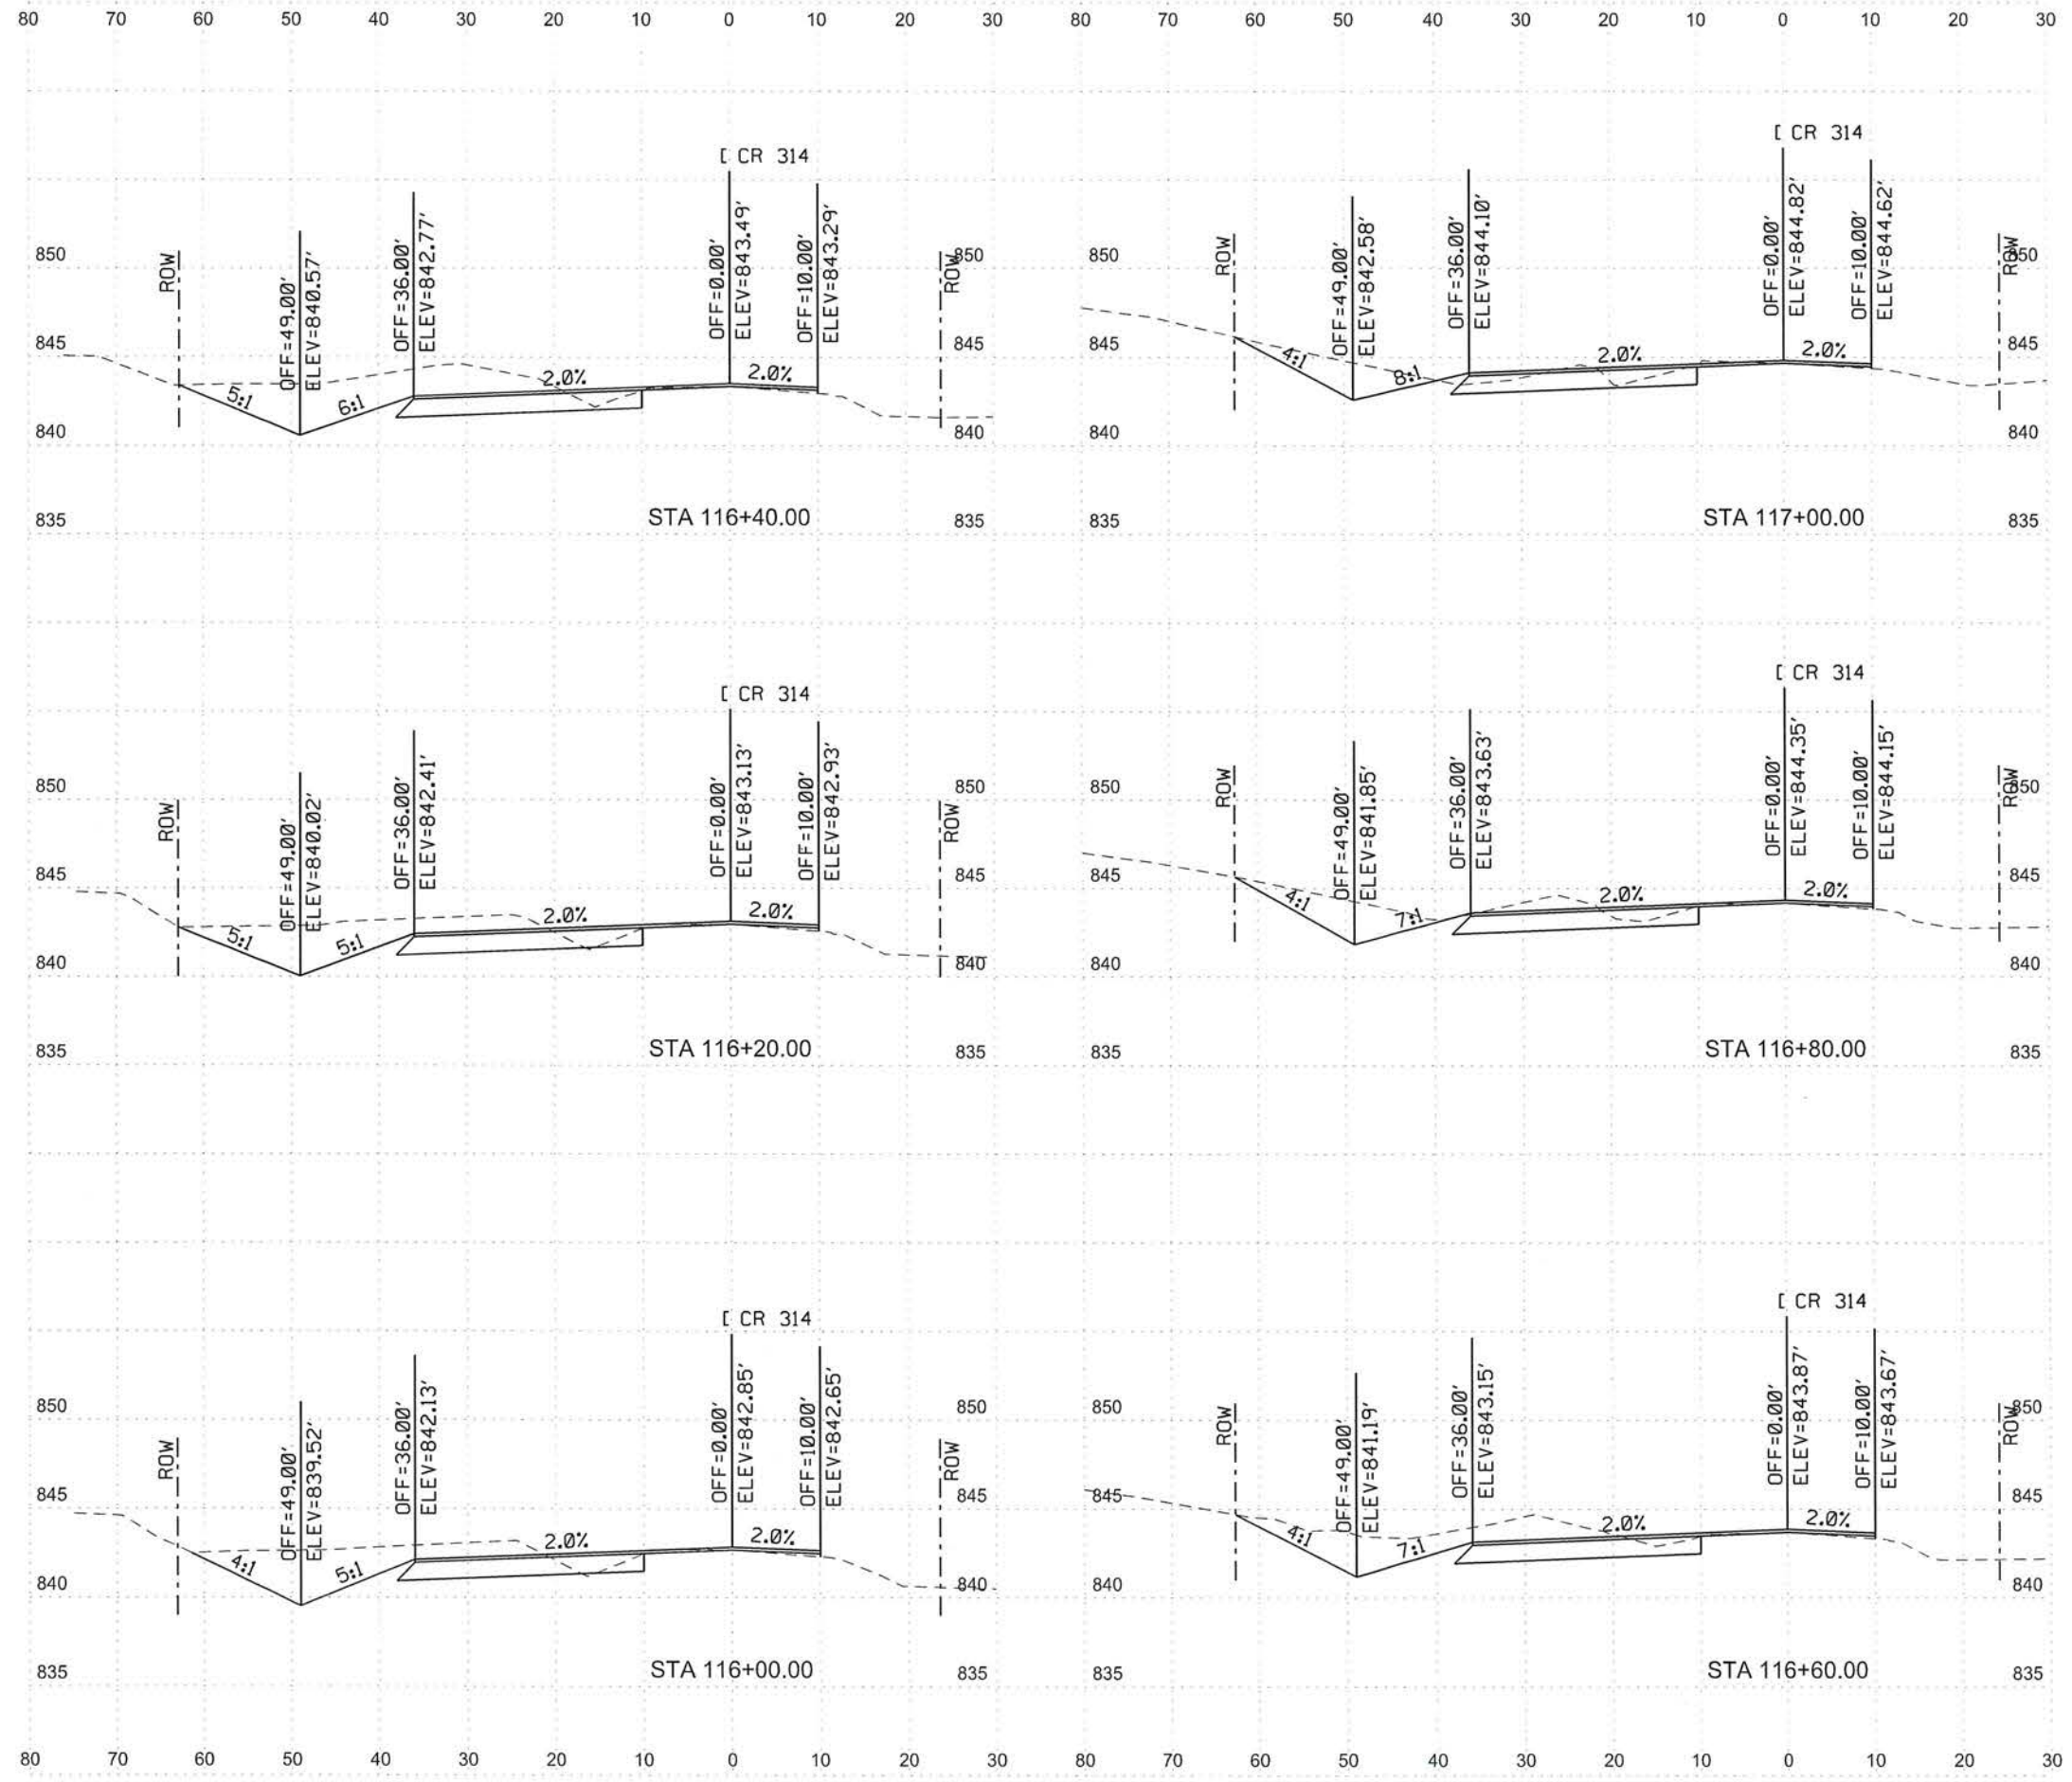 80 70 60 50 40 30 20 10 0 10 20 30 80 70 60 50 40 30 20 10 0 10 20 30
CR 314
ROW
OFF=49.00′
ELEV=840.57′
OFF=36.00′
ELEV=842.77′
OFF=0.00′
ELEV=843.49′
OFF=10.00′
ELEV=843.29′
ROW
850 850
845 845
840 840
835 835
5:1 6:1 2.0% 2.0%
STA 116+40.00
CR 314
ROW
OFF=49.00′
ELEV=842.58′
OFF=36.00′
ELEV=844.10′
OFF=0.00′
ELEV=844.82′
OFF=10.00′
ELEV=844.62′
ROW
850 850
845 845
840 840
835 835
4:1 8:1 2.0% 2.0%
STA 117+00.00
CR 314
ROW
OFF=49.00′
ELEV=840.02′
OFF=36.00′
ELEV=842.41′
OFF=0.00′
ELEV=843.13′
OFF=10.00′
ELEV=842.93′
ROW
850 850
845 845
840 840
835 835
5:1 5:1 2.0% 2.0%
STA 116+20.00
CR 314
ROW
OFF=49.00′
ELEV=841.85′
OFF=36.00′
ELEV=843.63′
OFF=0.00′
ELEV=844.35′
OFF=10.00′
ELEV=844.15′
ROW
850 850
845 845
840 840
835 835
4:1 7:1 2.0% 2.0%
STA 116+80.00
CR 314
ROW
OFF=49.00′
ELEV=839.52′
OFF=36.00′
ELEV=842.13′
OFF=0.00′
ELEV=842.85′
OFF=10.00′
ELEV=842.65′
ROW
850 850
845 845
840 840
835 835
4:1 5:1 2.0% 2.0%
STA 116+00.00
CR 314
ROW
OFF=49.00′
ELEV=841.19′
OFF=36.00′
ELEV=843.15′
OFF=0.00′
ELEV=843.87′
OFF=10.00′
ELEV=843.67′
ROW
850 850
845 845
840 840
835 835
4:1 7:1 2.0% 2.0%
STA 116+60.00
80 70 60 50 40 30 20 10 0 10 20 30 80 70 60 50 40 30 20 10 0 10 20 30